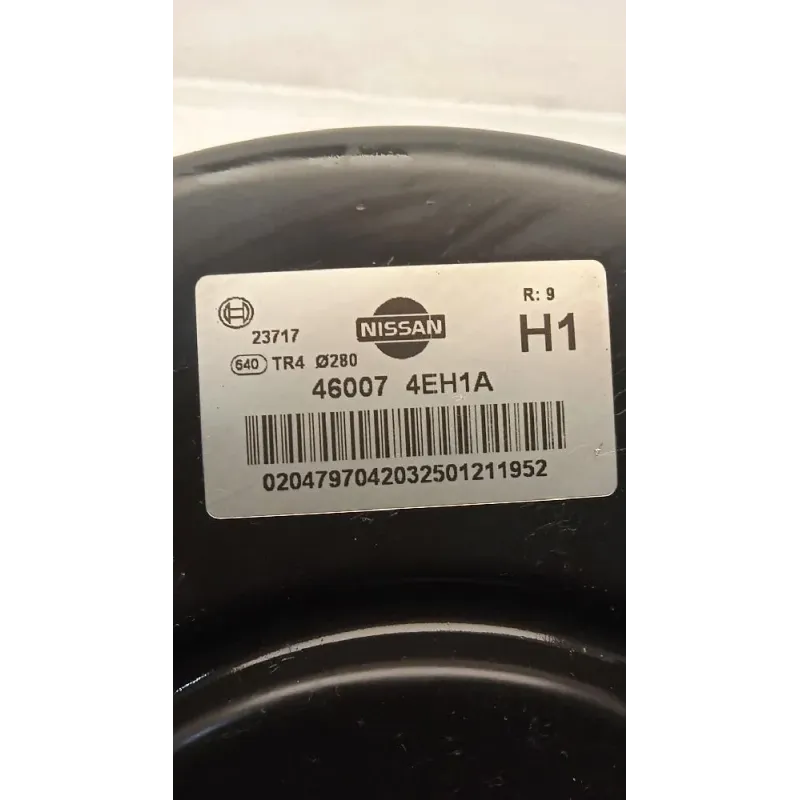 R: 9
23717
NISSAN
H1
640 TR4 Ø280
46007 4EH1A
0204797042032501211952